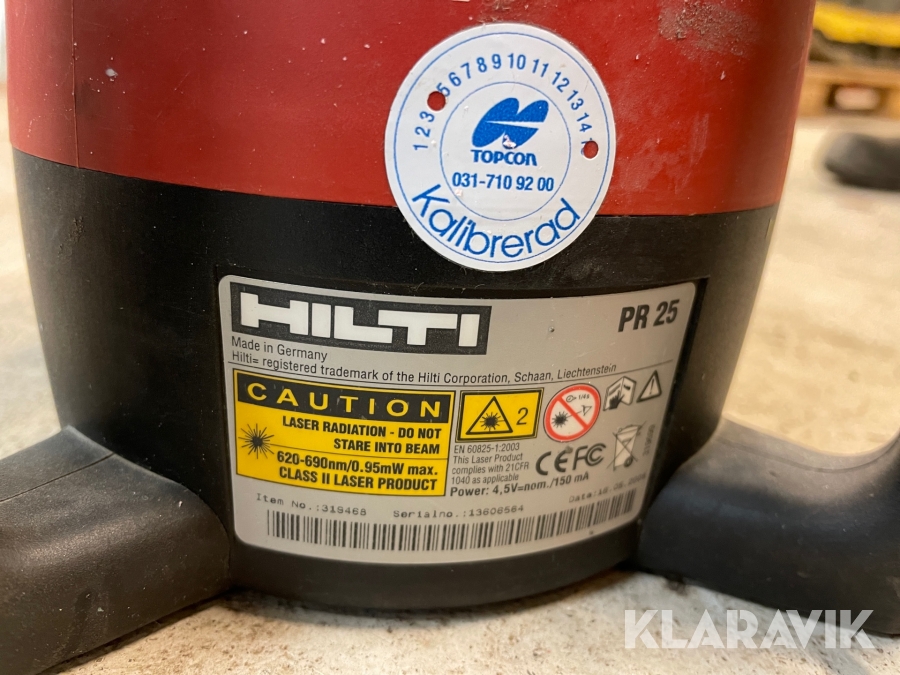 1 2 3 5 6 7 8 9 10 11 12 13 14
TOPCON
031-710 92 00
Kalibrerad
HILTI
PR 25
Made in Germany
Hilti= registered trademark of the Hilti Corporation, Schaan, Liechtenstein
CAUTION
LASER RADIATION - DO NOT
STARE INTO BEAM
620-690nm/0.95mW max.
CLASS II LASER PRODUCT
2
EN 60825-1:2003
This Laser Product
complies with 21CFR
1040 as applicable
CE FC
Power: 4,5V=nom./150 mA
Item No.:319468 Serialno.:13606564
KLARAVIK